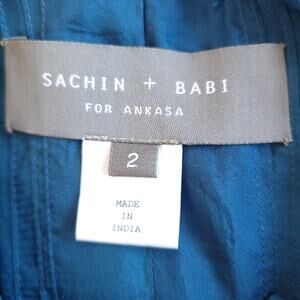 SACHIN + BABI
FOR ANKASA
2
MADE
IN
INDIA